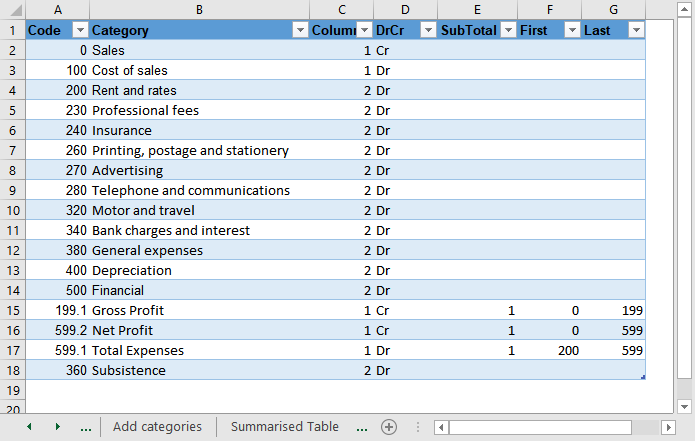 A B C D E F G
1 Code Category Colum DrCr SubTotal First Last
2 0 Sales 1 Cr
3 100 Cost of sales 1 Dr
4 200 Rent and rates 2 Dr
5 230 Professional fees 2 Dr
6 240 Insurance 2 Dr
7 260 Printing, postage and stationery 2 Dr
8 270 Advertising 2 Dr
9 280 Telephone and communications 2 Dr
10 320 Motor and travel 2 Dr
11 340 Bank charges and interest 2 Dr
12 380 General expenses 2 Dr
13 400 Depreciation 2 Dr
14 500 Financial 2 Dr
15 199.1 Gross Profit 1 Cr 1 0 199
16 599.2 Net Profit 1 Cr 1 0 599
17 599.1 Total Expenses 1 Dr 1 200 599
18 360 Subsistence 2 Dr
19
20
... Add categories Summarised Table ...